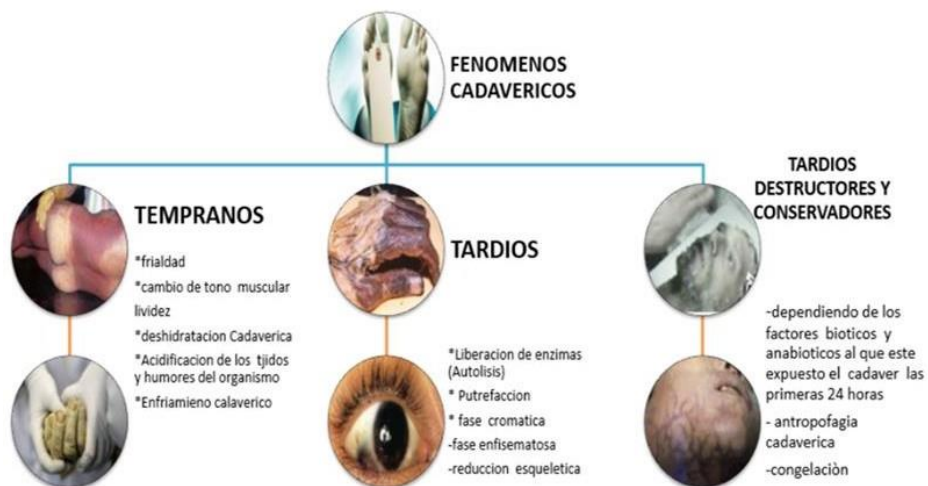 FENOMENOS
CADAVERICOS
TEMPRANOS
*frialdad
*cambio de tono muscular
lividez
*deshidratacion Cadaverica
*Acidificacion de los tjidos
y humores del organismo
*Enfriamieno calaverico
TARDIOS
*Liberacion de enzimas
(Autolisis)
* Putrefaccion
* fase cromatica
-fase enfisematosa
-reduccion esqueletica
TARDIOS
DESTRUCTORES Y
CONSERVADORES
-dependiendo de los
factores bioticos y
anabioticos al que este
expuesto el cadaver las
primeras 24 horas
- antropofagia
cadaverica
-congelaciòn